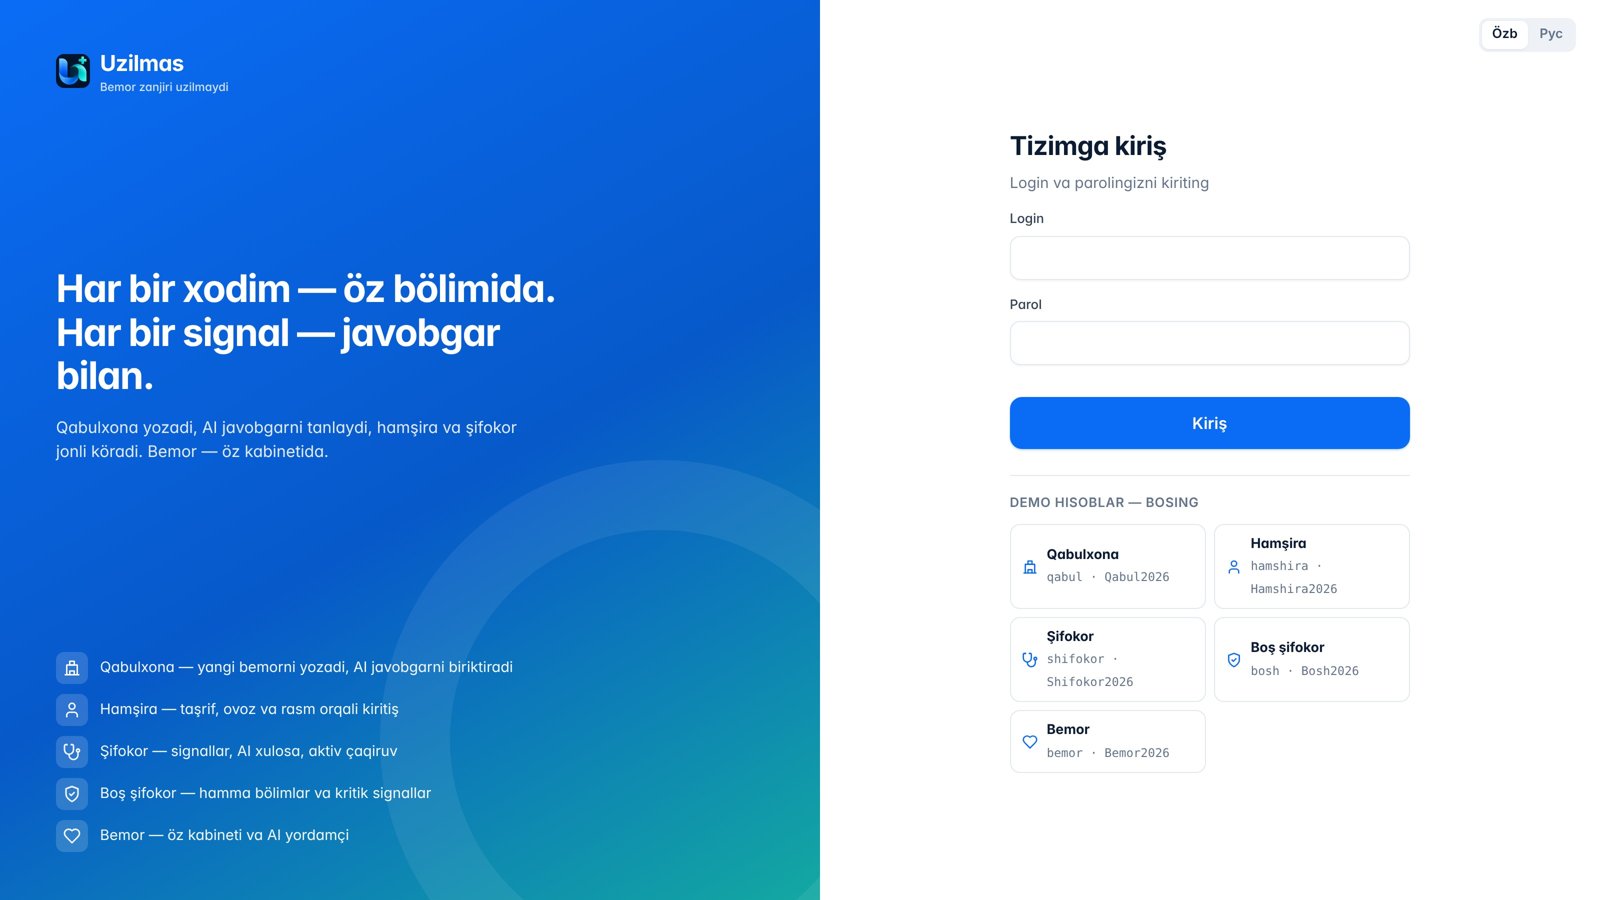 Uzilmas
Bemor zanjiri uzilmaydi
Har bir xodim — öz bölimida.
Har bir signal — javobgar
bilan.
Qabulxona yozadi, AI javobgarni tanlaydi, hamşira va şifokor
jonli köradi. Bemor — öz kabinetida.
Qabulxona — yangi bemorni yozadi, AI javobgarni biriktiradi
Hamşira — taşrif, ovoz va rasm orqali kiritiş
Şifokor — signallar, AI xulosa, aktiv çaqiruv
Boş şifokor — hamma bölimlar va kritik signallar
Bemor — öz kabineti va AI yordamçi
Özb Рус
Tizimga kiriş
Login va parolingizni kiriting
Login
Parol
Kiriş
DEMO HISOBLAR — BOSING
Qabulxona
qabul · Qabul2026
Hamşira
hamshira ·
Hamshira2026
Şifokor
shifokor ·
Shifokor2026
Boş şifokor
bosh · Bosh2026
Bemor
bemor · Bemor2026